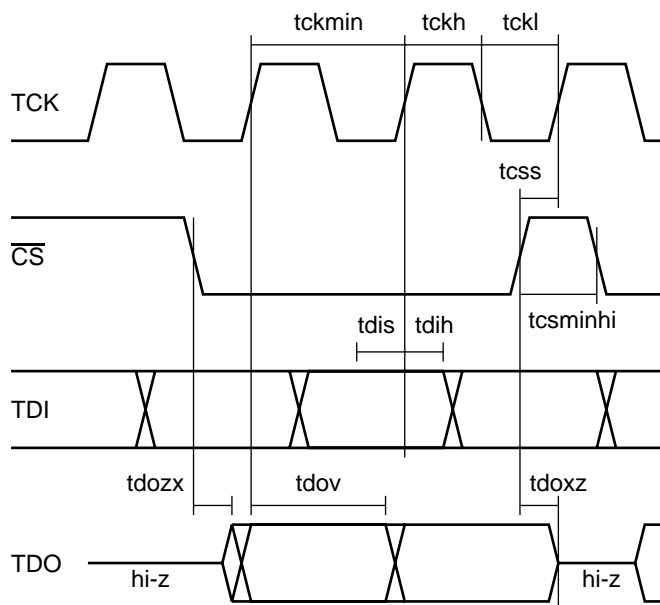 tckmin tckh tckl
TCK
tcss
CS
tcsminhi
tdis tdih
TDI
tdozx tdov tdoxz
TDO
hi-z hi-z